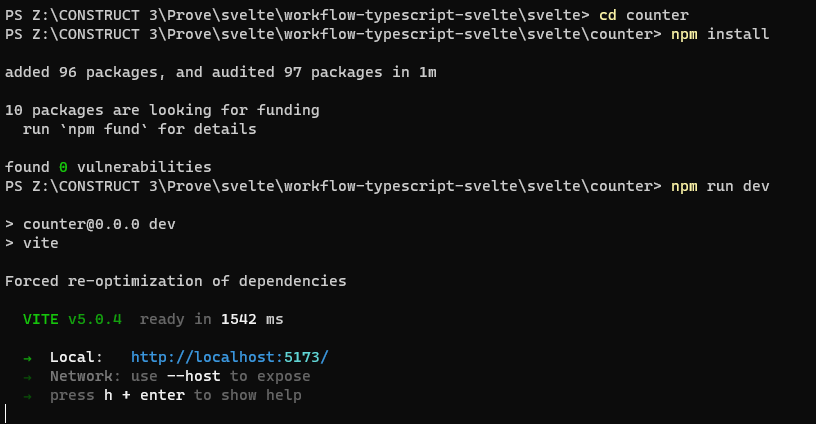 PS Z:\CONSTRUCT 3\Prove\svelte\workflow-typescript-svelte\svelte> cd counter
PS Z:\CONSTRUCT 3\Prove\svelte\workflow-typescript-svelte\svelte\counter> npm install
added 96 packages, and audited 97 packages in 1m
10 packages are looking for funding
  run `npm fund` for details
found 0 vulnerabilities
PS Z:\CONSTRUCT 3\Prove\svelte\workflow-typescript-svelte\svelte\counter> npm run dev
> counter@0.0.0 dev
> vite
Forced re-optimization of dependencies
  VITE v5.0.4  ready in 1542 ms
  →  Local:   http://localhost:5173/
  →  Network: use --host to expose
  →  press h + enter to show help